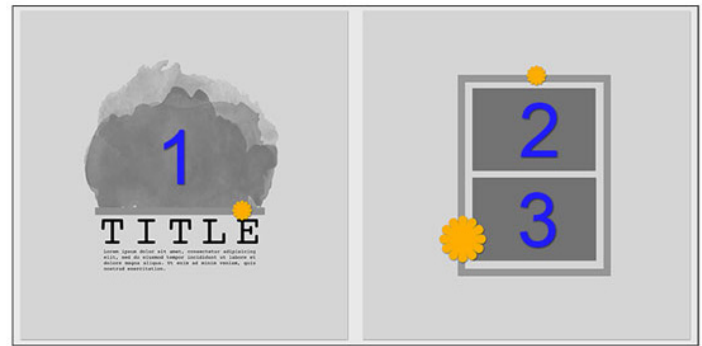 1
TITLE
Lorem ipsum dolor sit amet, consectetur adipisicing
elit, sed do eiusmod tempor incididunt ut labore et
dolore magna aliqua. Ut enim ad minim veniam, quis
nostrud exercitation.
2
3